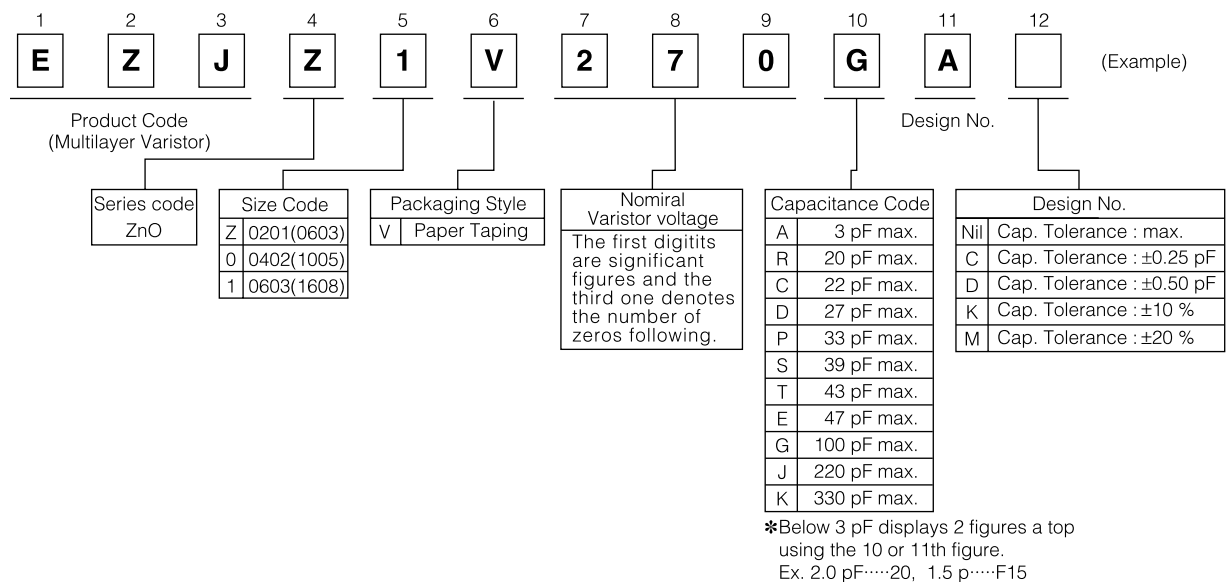 1 2 3 4 5 6 7 8 9 10 11 12
E Z J Z 1 V 2 7 0 G A (Example)
Product Code
(Multilayer Varistor)
Design No.
Series code
ZnO
Size Code
Z 0201(0603)
0 0402(1005)
1 0603(1608)
Packaging Style
V Paper Taping
Nomiral
Varistor voltage
The first digitits
are significant
figures and the
third one denotes
the number of
zeros following.
Capacitance Code
A 3 pF max.
R 20 pF max.
C 22 pF max.
D 27 pF max.
P 33 pF max.
S 39 pF max.
T 43 pF max.
E 47 pF max.
G 100 pF max.
J 220 pF max.
K 330 pF max.
✽Below 3 pF displays 2 figures a top
using the 10 or 11th figure.
Ex. 2.0 pF·····20, 1.5 p·····F15
Design No.
Nil Cap. Tolerance : max.
C Cap. Tolerance : ±0.25 pF
D Cap. Tolerance : ±0.50 pF
K Cap. Tolerance : ±10 %
M Cap. Tolerance : ±20 %